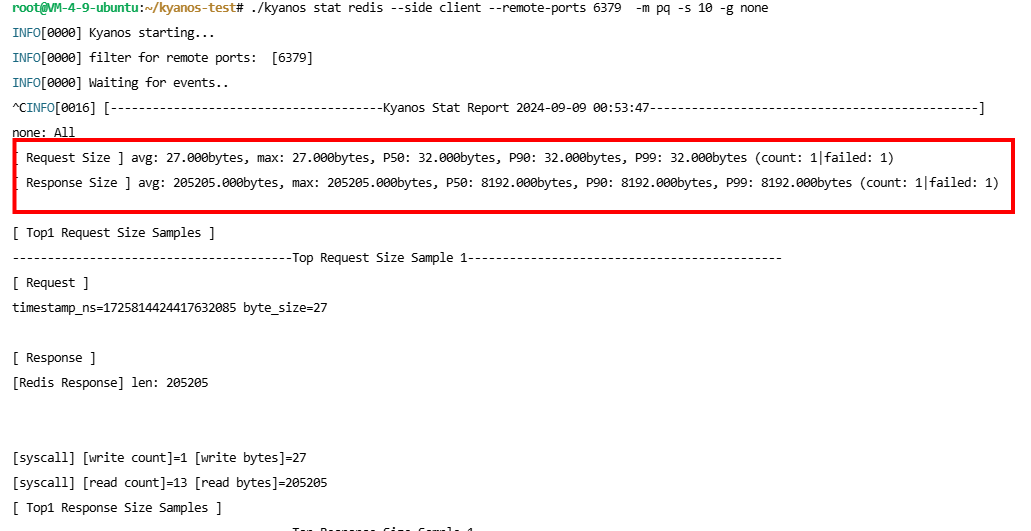 root@VM-4-9-ubuntu:~/kyanos-test# ./kyanos stat redis --side client --remote-ports 6379  -m pq -s 10 -g none
INFO[0000] Kyanos starting...
INFO[0000] filter for remote ports:  [6379]
INFO[0000] Waiting for events..
^CINFO[0016] [---------------------------------------Kyanos Stat Report 2024-09-09 00:53:47-----------------------------------------------]
none: All
[ Request Size ] avg: 27.000bytes, max: 27.000bytes, P50: 32.000bytes, P90: 32.000bytes, P99: 32.000bytes (count: 1|failed: 1)
[ Response Size ] avg: 205205.000bytes, max: 205205.000bytes, P50: 8192.000bytes, P90: 8192.000bytes, P99: 8192.000bytes (count: 1|failed: 1)
[ Top1 Request Size Samples ]
----------------------------------------Top Request Size Sample 1---------------------------------------------
[ Request ]
timestamp_ns=1725814424417632085 byte_size=27
[ Response ]
[Redis Response] len: 205205
[syscall] [write count]=1 [write bytes]=27
[syscall] [read count]=13 [read bytes]=205205
[ Top1 Response Size Samples ]
----------------------------------------Top Response Size Sample 1---------------------------------------------